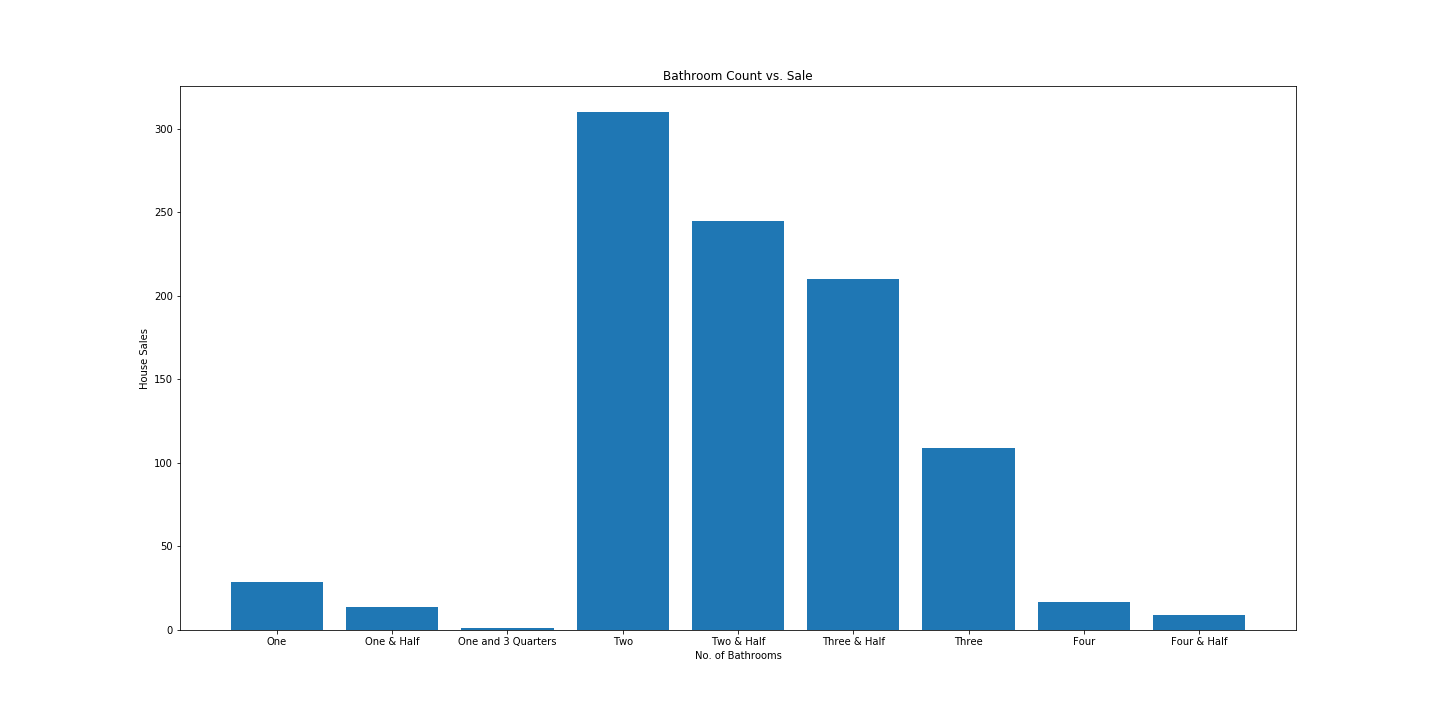 Bathroom Count vs. Sale
300
250
200
150
100
50
0
House Sales
One
One & Half
One and 3 Quarters
Two
Two & Half
Three & Half
Three
Four
Four & Half
No. of Bathrooms